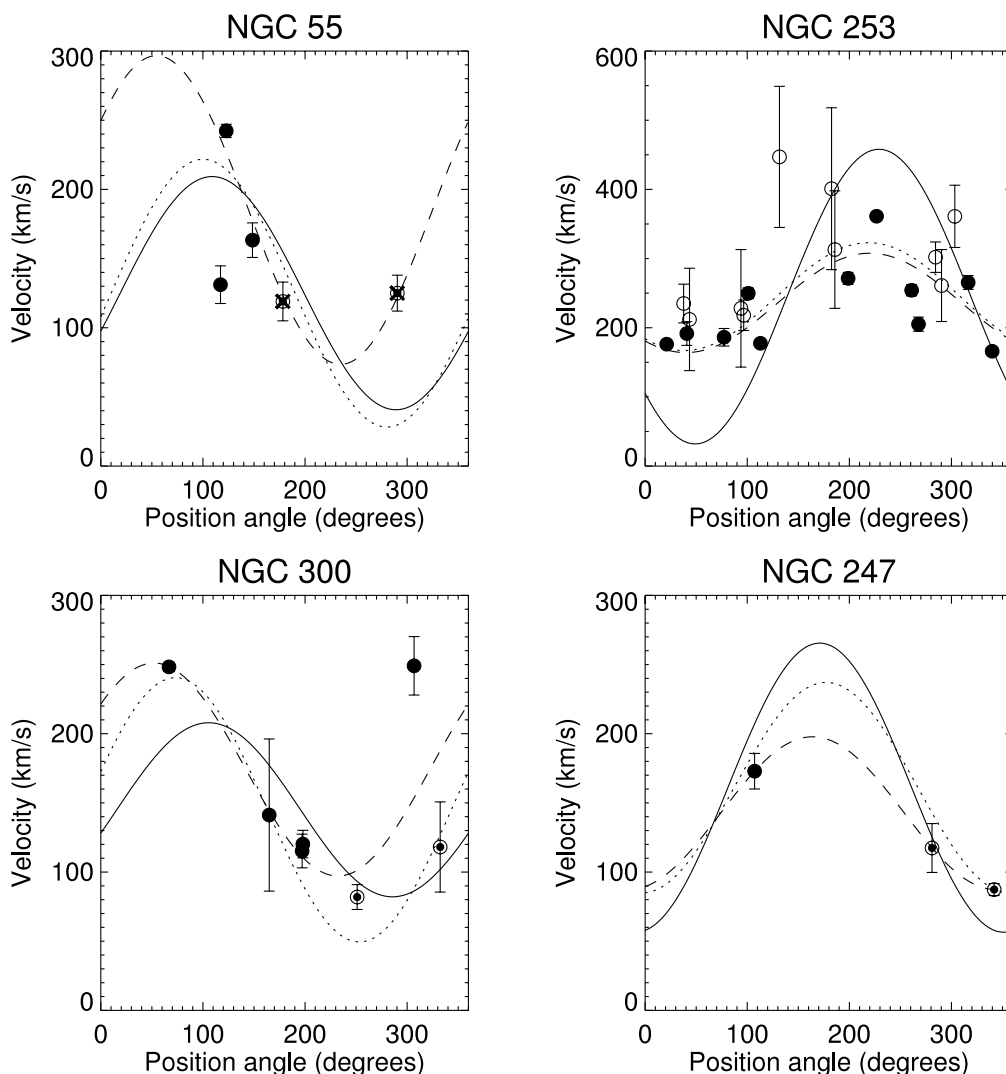 NGC 55
300
200
100
0
Velocity (km/s)
0 100 200 300
Position angle (degrees)
NGC 253
600
400
200
0
Velocity (km/s)
0 100 200 300
Position angle (degrees)
NGC 300
300
200
100
0
Velocity (km/s)
0 100 200 300
Position angle (degrees)
NGC 247
300
200
100
0
Velocity (km/s)
0 100 200 300
Position angle (degrees)